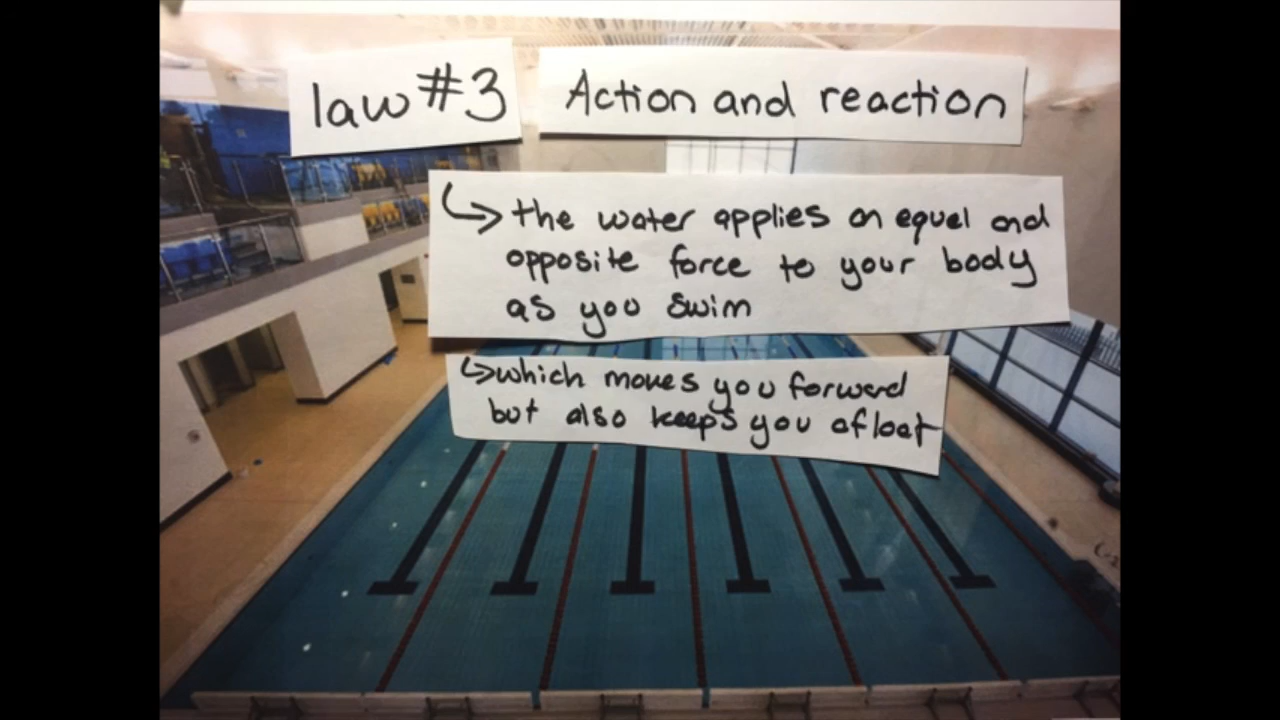 law #3 Action and reaction
↳ the water applies an equel and
opposite force to your body
as you swim
↳ which moves you forward
but also keeps you afloat